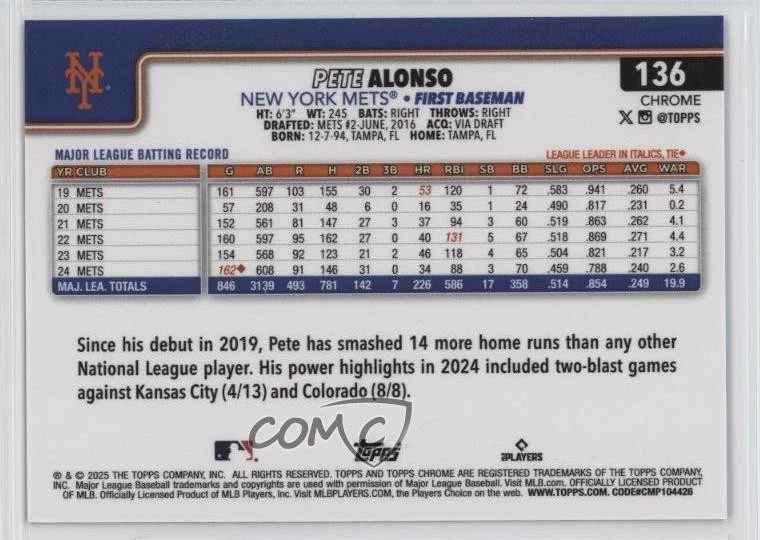 NY
136
PETE ALONSO
NEW YORK METS® • FIRST BASEMAN
CHROME
HT: 6'3" WT: 245 BATS: RIGHT THROWS: RIGHT
X @TOPPS
DRAFTED: METS #2-JUNE, 2016 ACQ: VIA DRAFT
BORN: 12-7-94, TAMPA, FL HOME: TAMPA, FL
MAJOR LEAGUE BATTING RECORD LEAGUE LEADER IN ITALICS, TIE◆
YR CLUB G AB R H 2B 3B HR RBI SB BB SLG OPS AVG WAR
19 METS 161 597 103 155 30 2 53 120 1 72 .583 .941 .260 5.4
20 METS 57 208 31 48 6 0 16 35 1 24 .490 .817 .231 0.2
21 METS 152 561 81 147 27 3 37 94 3 60 .519 .863 .262 4.1
22 METS 160 597 95 162 27 0 40 131 5 67 .518 .869 .271 4.4
23 METS 154 568 92 123 21 2 46 118 4 65 .504 .821 .217 3.2
24 METS 162◆ 608 91 146 31 0 34 88 3 70 .459 .788 .240 2.6
MAJ. LEA. TOTALS 846 3139 493 781 142 7 226 586 17 358 .514 .854 .249 19.9
Since his debut in 2019, Pete has smashed 14 more home runs than any other
National League player. His power highlights in 2024 included two-blast games
against Kansas City (4/13) and Colorado (8/8).
COMC
Topps
PLAYERS
® & © 2025 THE TOPPS COMPANY, INC. ALL RIGHTS RESERVED. TOPPS AND TOPPS CHROME ARE REGISTERED TRADEMARKS OF THE TOPPS COMPANY,
INC. Major League Baseball trademarks and copyrights are used with permission of Major League Baseball. Visit MLB.com. OFFICIALLY LICENSED PRODUCT
OF MLB. Officially Licensed Product of MLB Players, Inc. Visit MLBPLAYERS.COM, the Players Choice on the web. WWW.TOPPS.COM. CODE#CMP104426